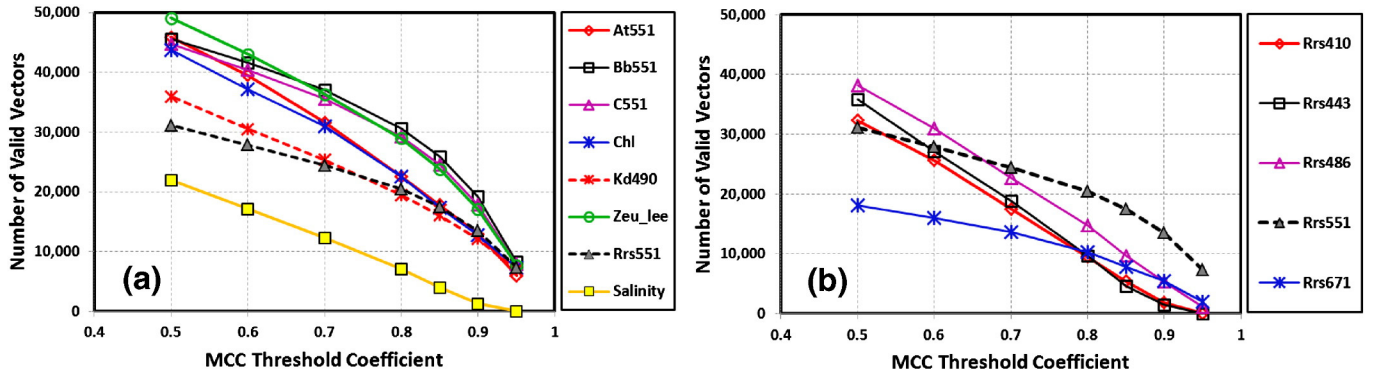 Number of Valid Vectors
50,000
40,000
30,000
20,000
10,000
0
0.4 0.5 0.6 0.7 0.8 0.9 1
MCC Threshold Coefficient
(a)
At551
Bb551
C551
Chl
Kd490
Zeu_lee
Rrs551
Salinity
Number of Valid Vectors
50,000
40,000
30,000
20,000
10,000
0
0.4 0.5 0.6 0.7 0.8 0.9 1
MCC Threshold Coefficient
(b)
Rrs410
Rrs443
Rrs486
Rrs551
Rrs671